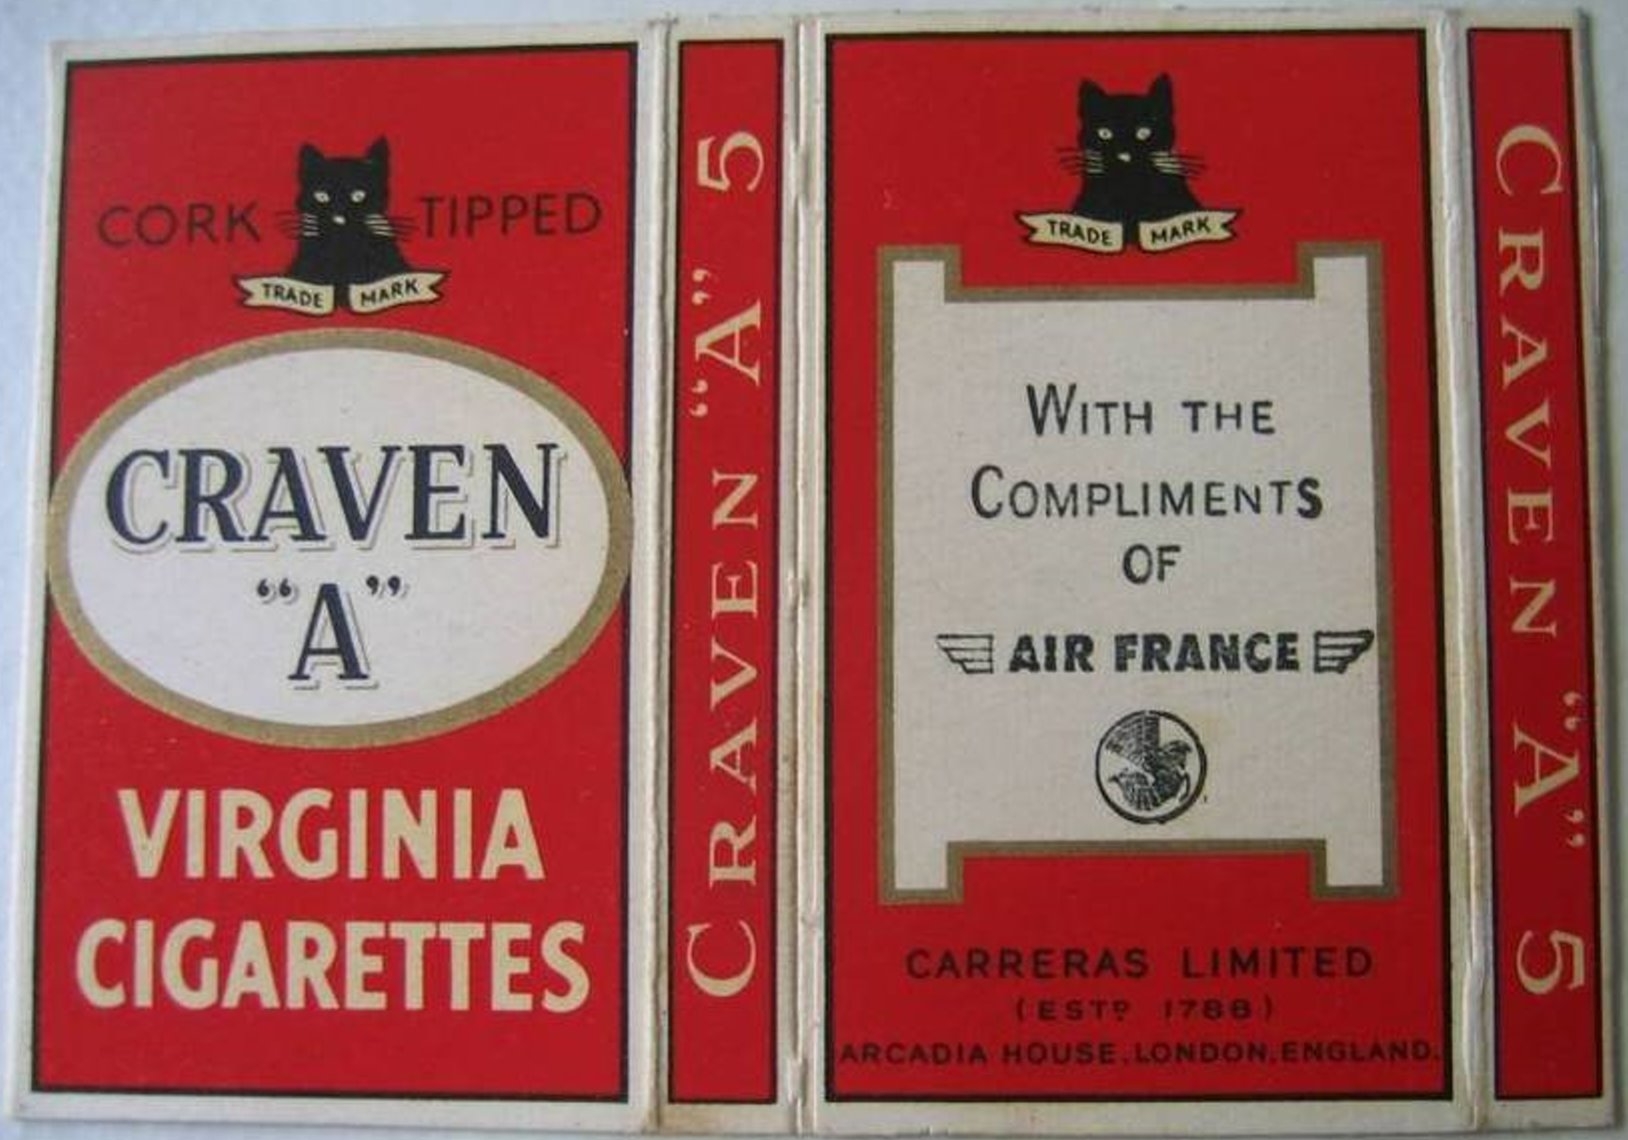 CORK TIPPED
TRADE MARK
CRAVEN
“A”
VIRGINIA
CIGARETTES
CRAVEN “A” 5
TRADE MARK
WITH THE
COMPLIMENTS
OF
AIR FRANCE
CARRERAS LIMITED
(ESTD 1788)
ARCADIA HOUSE, LONDON, ENGLAND.
CRAVEN “A” 5